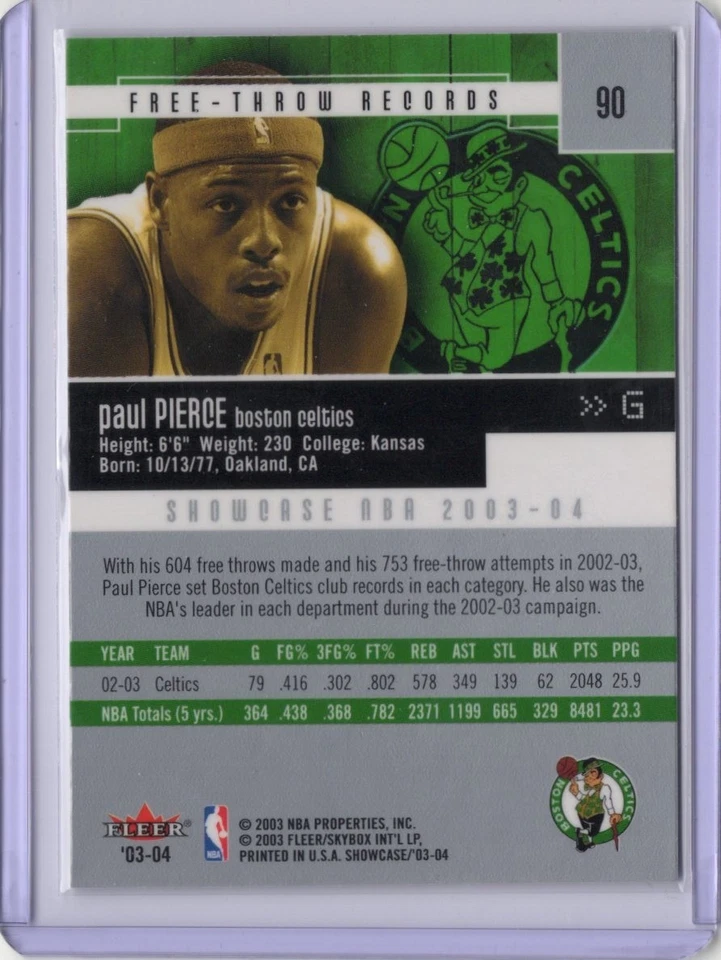 FREE-THROW RECORDS
90
CELTICS
N
paul PIERCE boston celtics
>> G
Height: 6'6" Weight: 230 College: Kansas
Born: 10/13/77, Oakland, CA
SHOWCASE NBA 2003-04
With his 604 free throws made and his 753 free-throw attempts in 2002-03,
Paul Pierce set Boston Celtics club records in each category. He also was the
NBA's leader in each department during the 2002-03 campaign.
YEAR TEAM G FG% 3FG% FT% REB AST STL BLK PTS PPG
02-03 Celtics 79 .416 .302 .802 578 349 139 62 2048 25.9
NBA Totals (5 yrs.) 364 .438 .368 .782 2371 1199 665 329 8481 23.3
BOSTON CELTICS
FLEER
'03-04
NBA
© 2003 NBA PROPERTIES, INC.
© 2003 FLEER/SKYBOX INT'L LP,
PRINTED IN U.S.A. SHOWCASE/'03-04